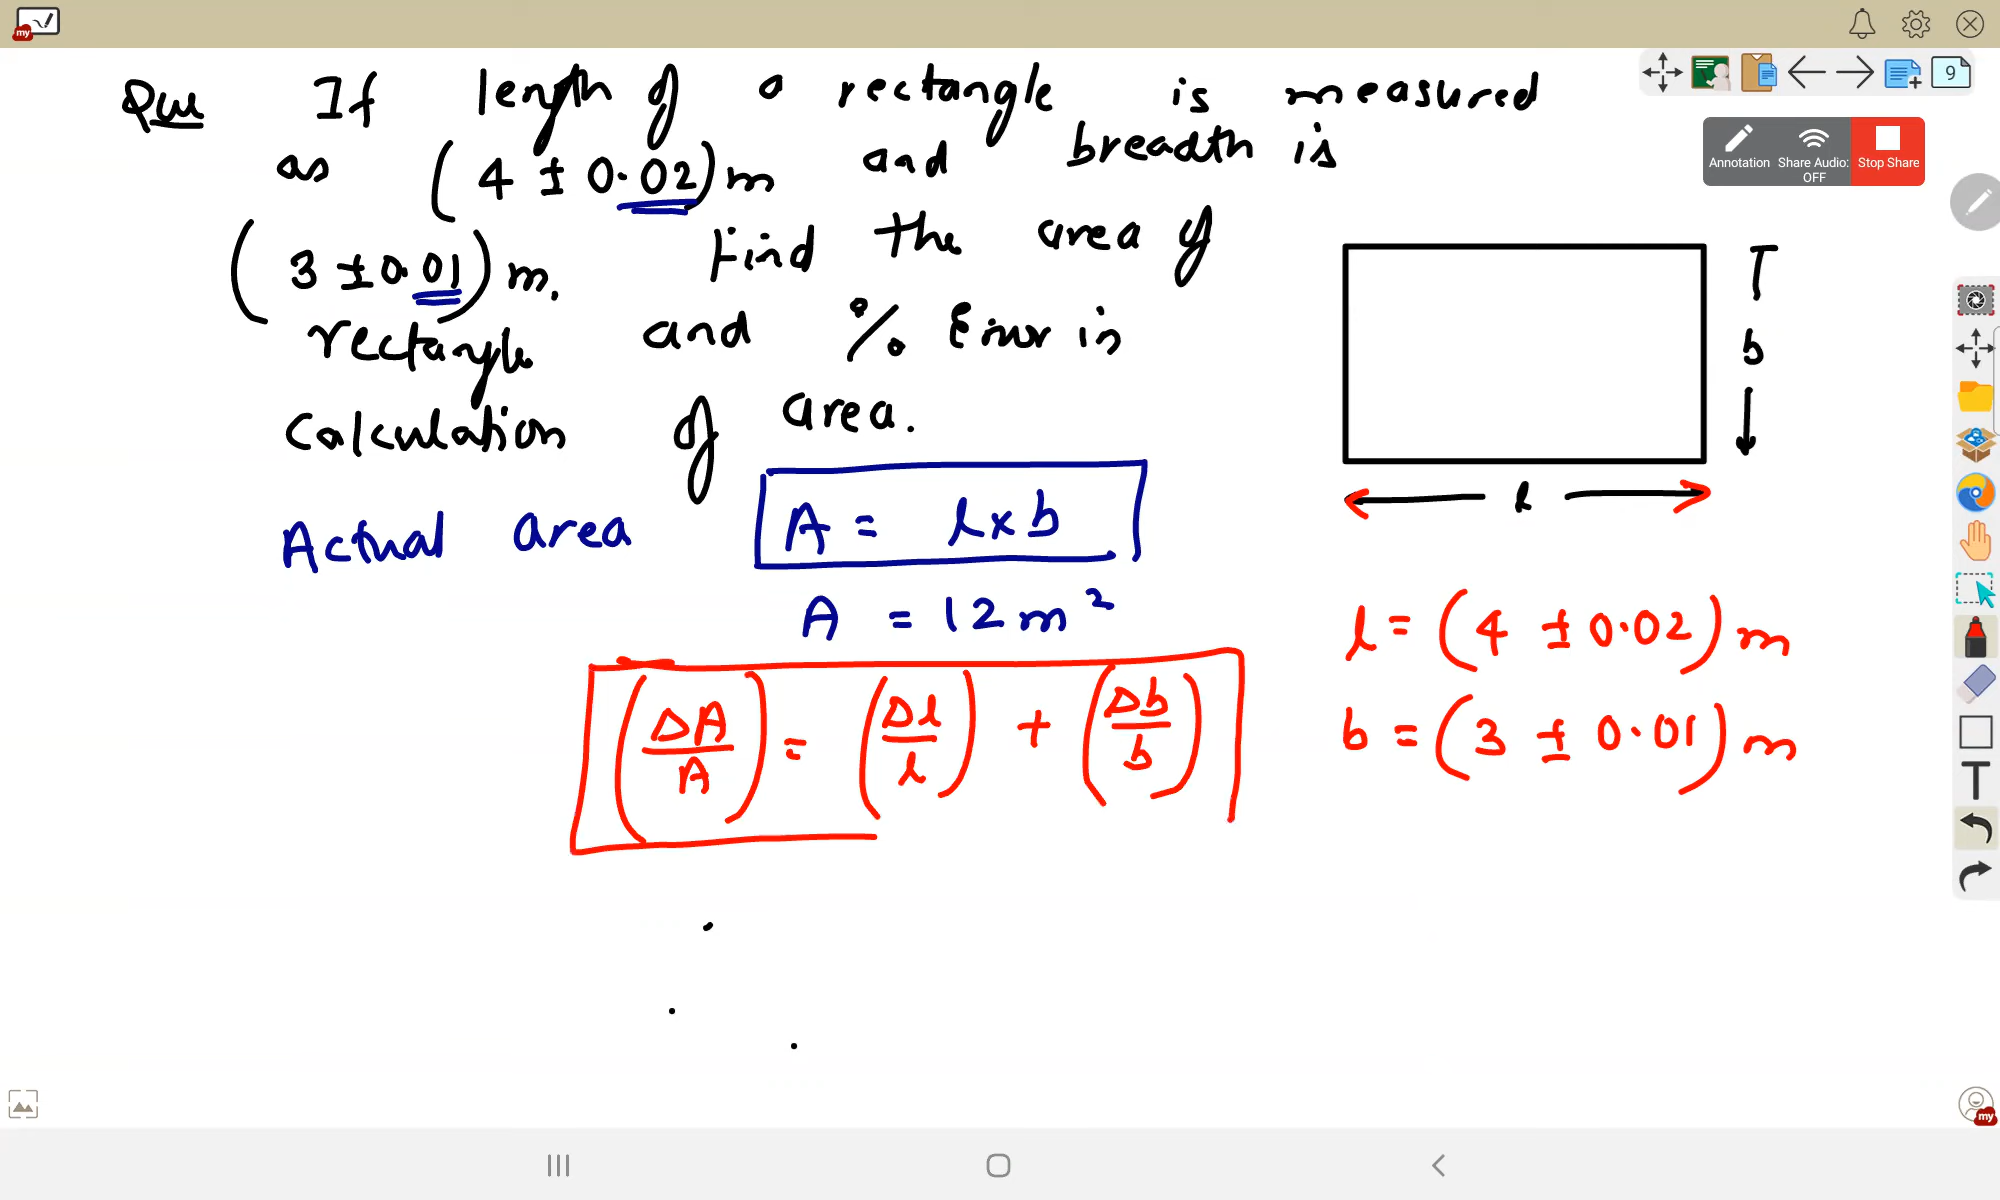 my
9
Annotation Share Audio: OFF Stop Share
Que If length of a rectangle is measured
as (4 ± 0.02) m and breadth is
(3 ± 0.01) m. Find the area of
rectangle and % Error in
calculation of area.
Actual area A = l x b
A = 12 m²
(ΔA/A) = (Δl/l) + (Δb/b)
b
l
l = (4 ± 0.02) m
b = (3 ± 0.01) m
T
my